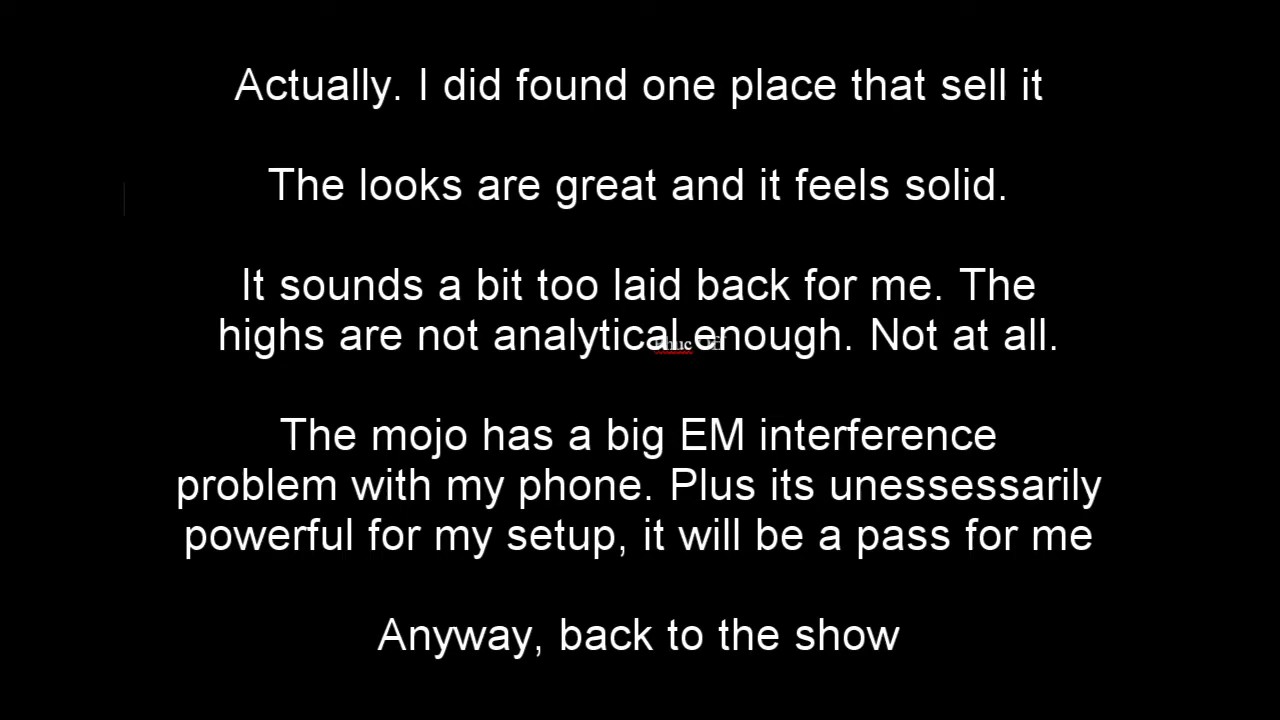 Actually. I did found one place that sell it
The looks are great and it feels solid.
It sounds a bit too laid back for me. The
highs are not analytical enough. Not at all.
The mojo has a big EM interference
problem with my phone. Plus its unessessarily
powerful for my setup, it will be a pass for me
Anyway, back to the show